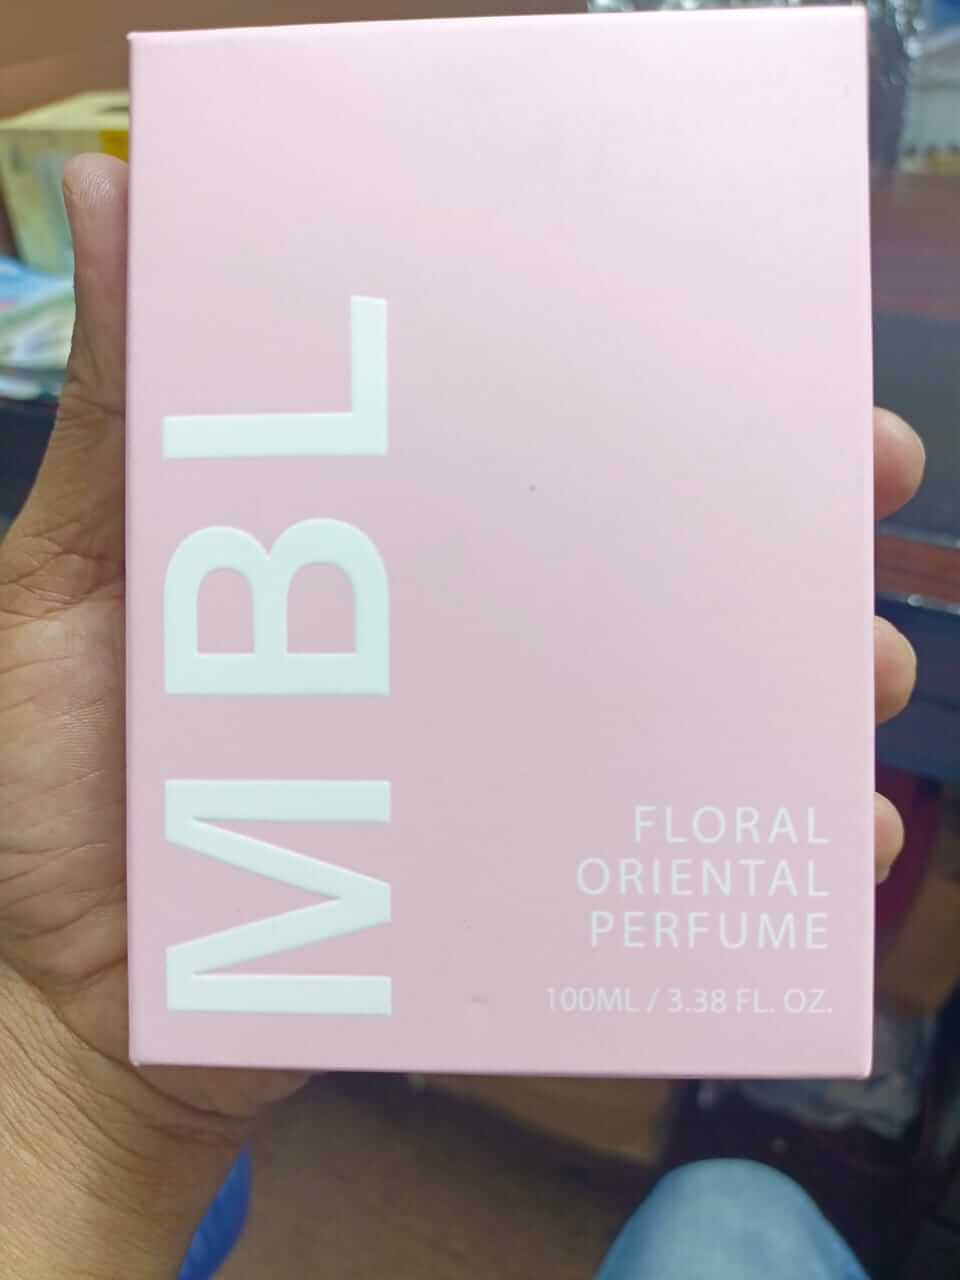 MBL
FLORAL
ORIENTAL
PERFUME
100ML / 3.38 FL. OZ.